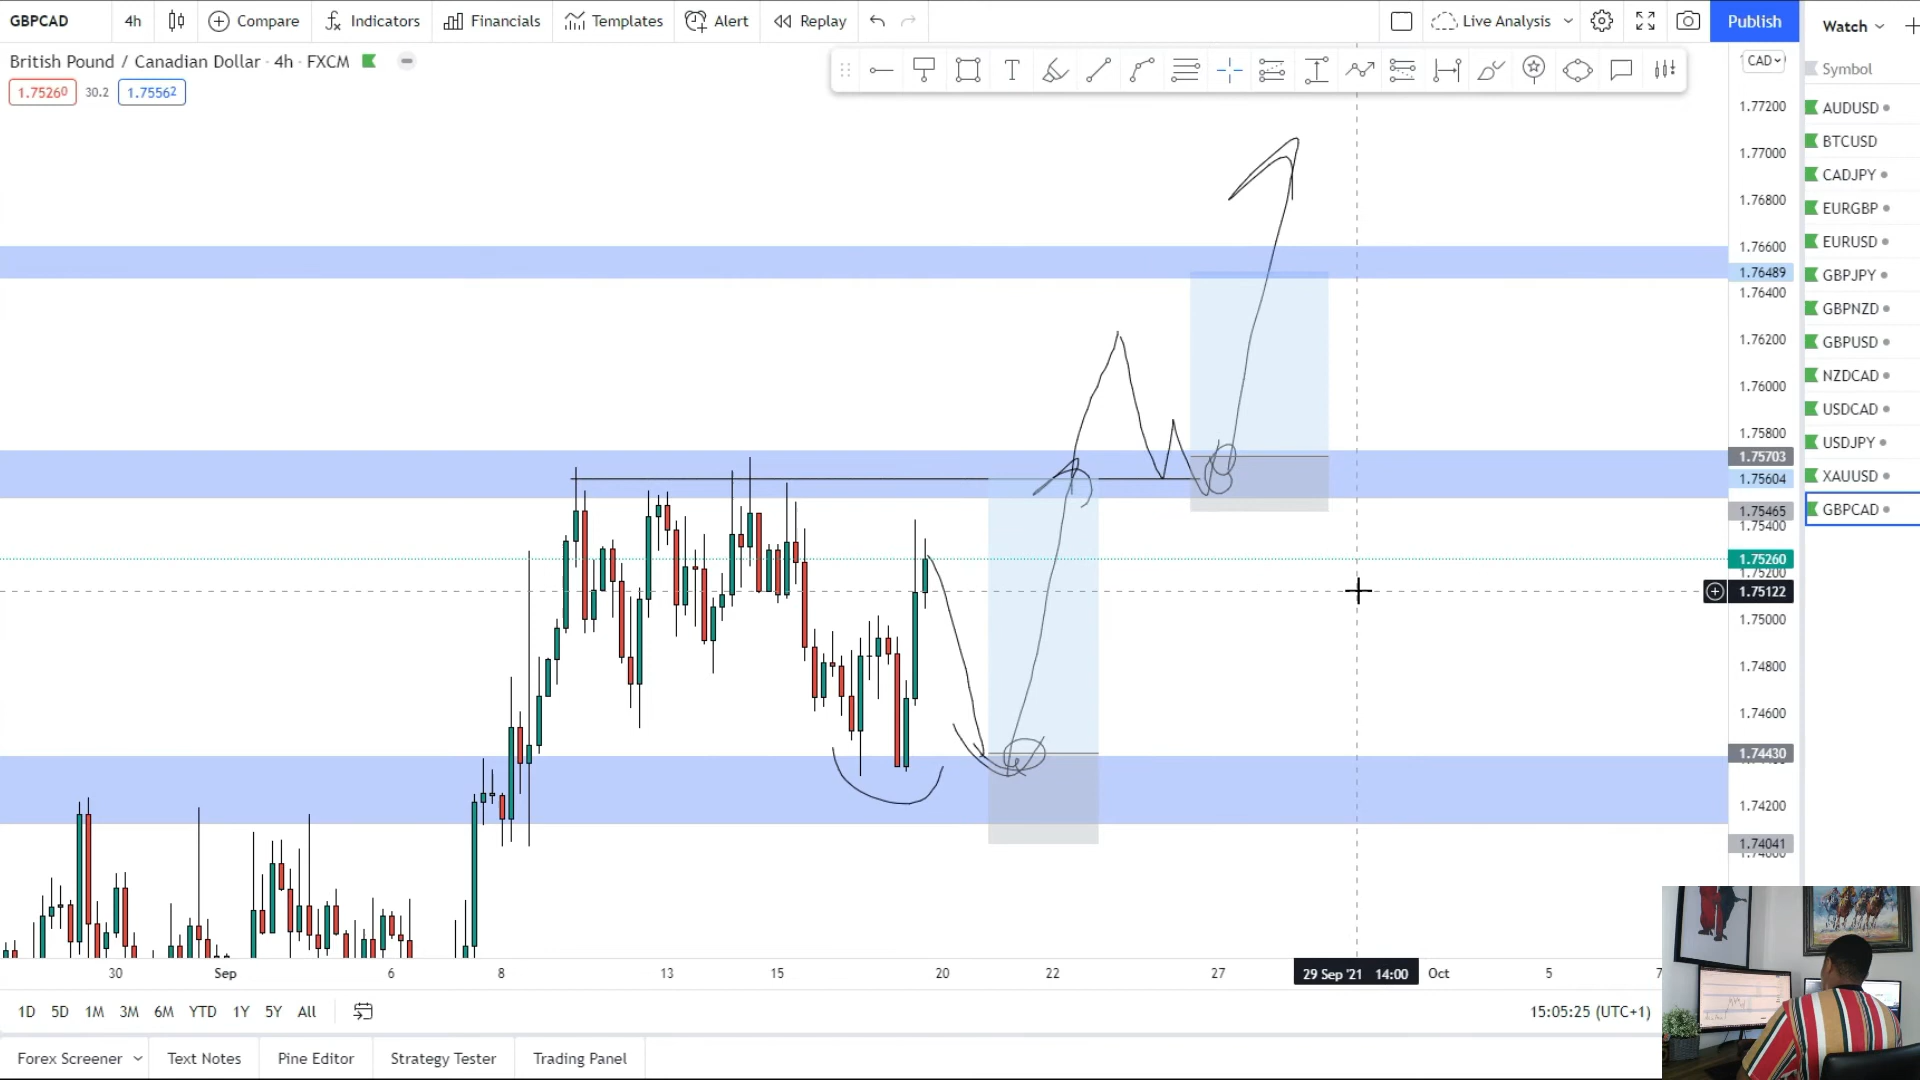 GBPCAD 4h Compare Indicators Financials Templates Alert Replay Live Analysis Publish Watch
British Pound / Canadian Dollar · 4h · FXCM
1.75260 30.2 1.75562
CAD
Symbol
AUDUSD
BTCUSD
CADJPY
EURGBP
EURUSD
GBPJPY
GBPNZD
GBPUSD
NZDCAD
USDCAD
USDJPY
XAUUSD
GBPCAD
1.77200
1.77000
1.76800
1.76600
1.76489
1.76400
1.76200
1.76000
1.75800
1.75703
1.75604
1.75465
1.75400
1.75260
1.75200
1.75122
1.75000
1.74800
1.74600
1.74430
1.74200
1.74041
30 Sep 6 8 13 15 20 22 27 29 Sep '21 14:00 Oct 5 7
1D 5D 1M 3M 6M YTD 1Y 5Y All 15:05:25 (UTC+1)
Forex Screener Text Notes Pine Editor Strategy Tester Trading Panel